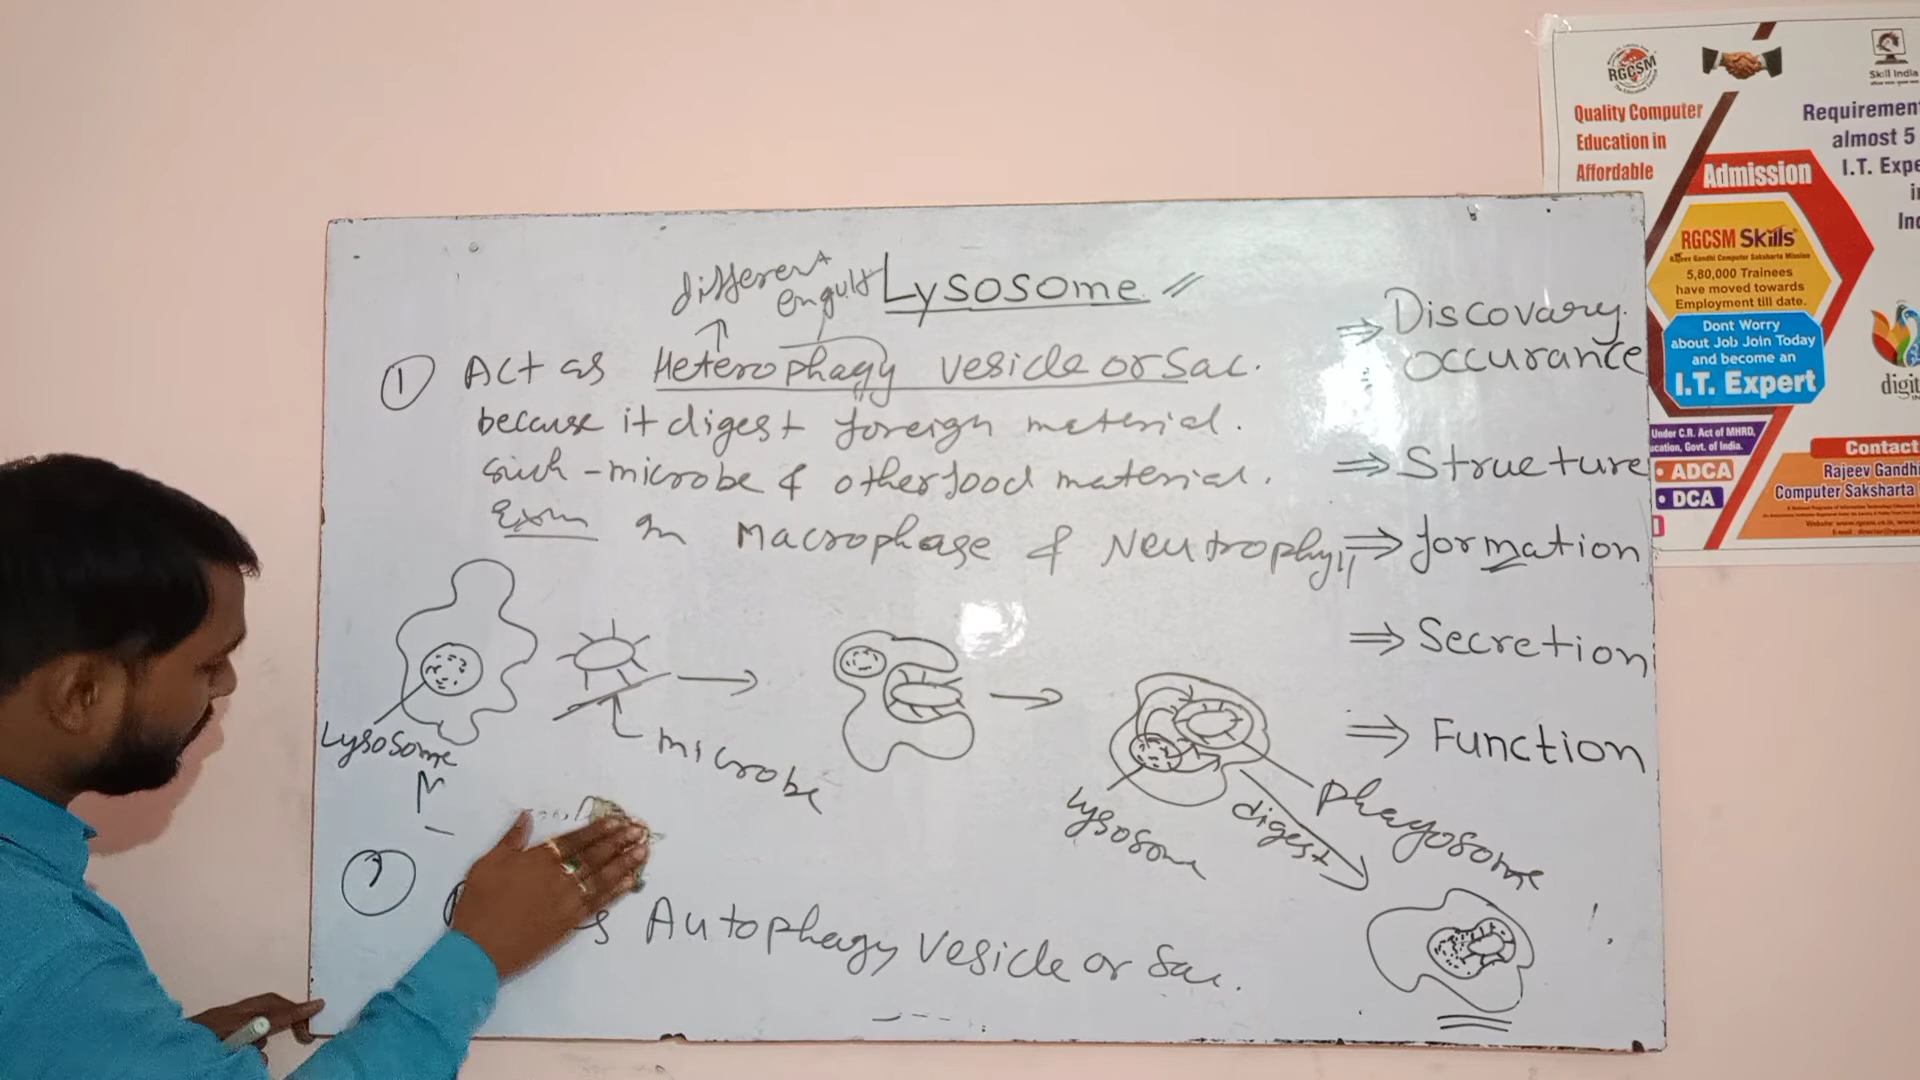 different
engulf
Lysosome
① Act as Heterophagy vesicle or Sac.
because it digest foreign material.
such - microbe & other food material.
Exm In Macrophage & Neutrophyll
Lysosome
M
microbe
Lysosome
digest
phagosome
② as Autophagy Vesicle or Sac.
⇒ Discovary
occurance
⇒ Structure
⇒ formation
⇒ Secretion
⇒ Function
RGCSM
Skill India
Quality Computer
Education in
Affordable
Requiremen
almost 5
I.T. Expe
in
Ind
Admission
RGCSM Skills
Rajeev Gandhi Computer Saksharta Mission
5,80,000 Trainees
have moved towards
Employment till date.
Dont Worry
about Job Join Today
and become an
I.T. Expert
digit
Under C.R. Act of MHRD,
cation, Govt. of India.
• ADCA
• DCA
Contact
Rajeev Gandhi
Computer Saksharta